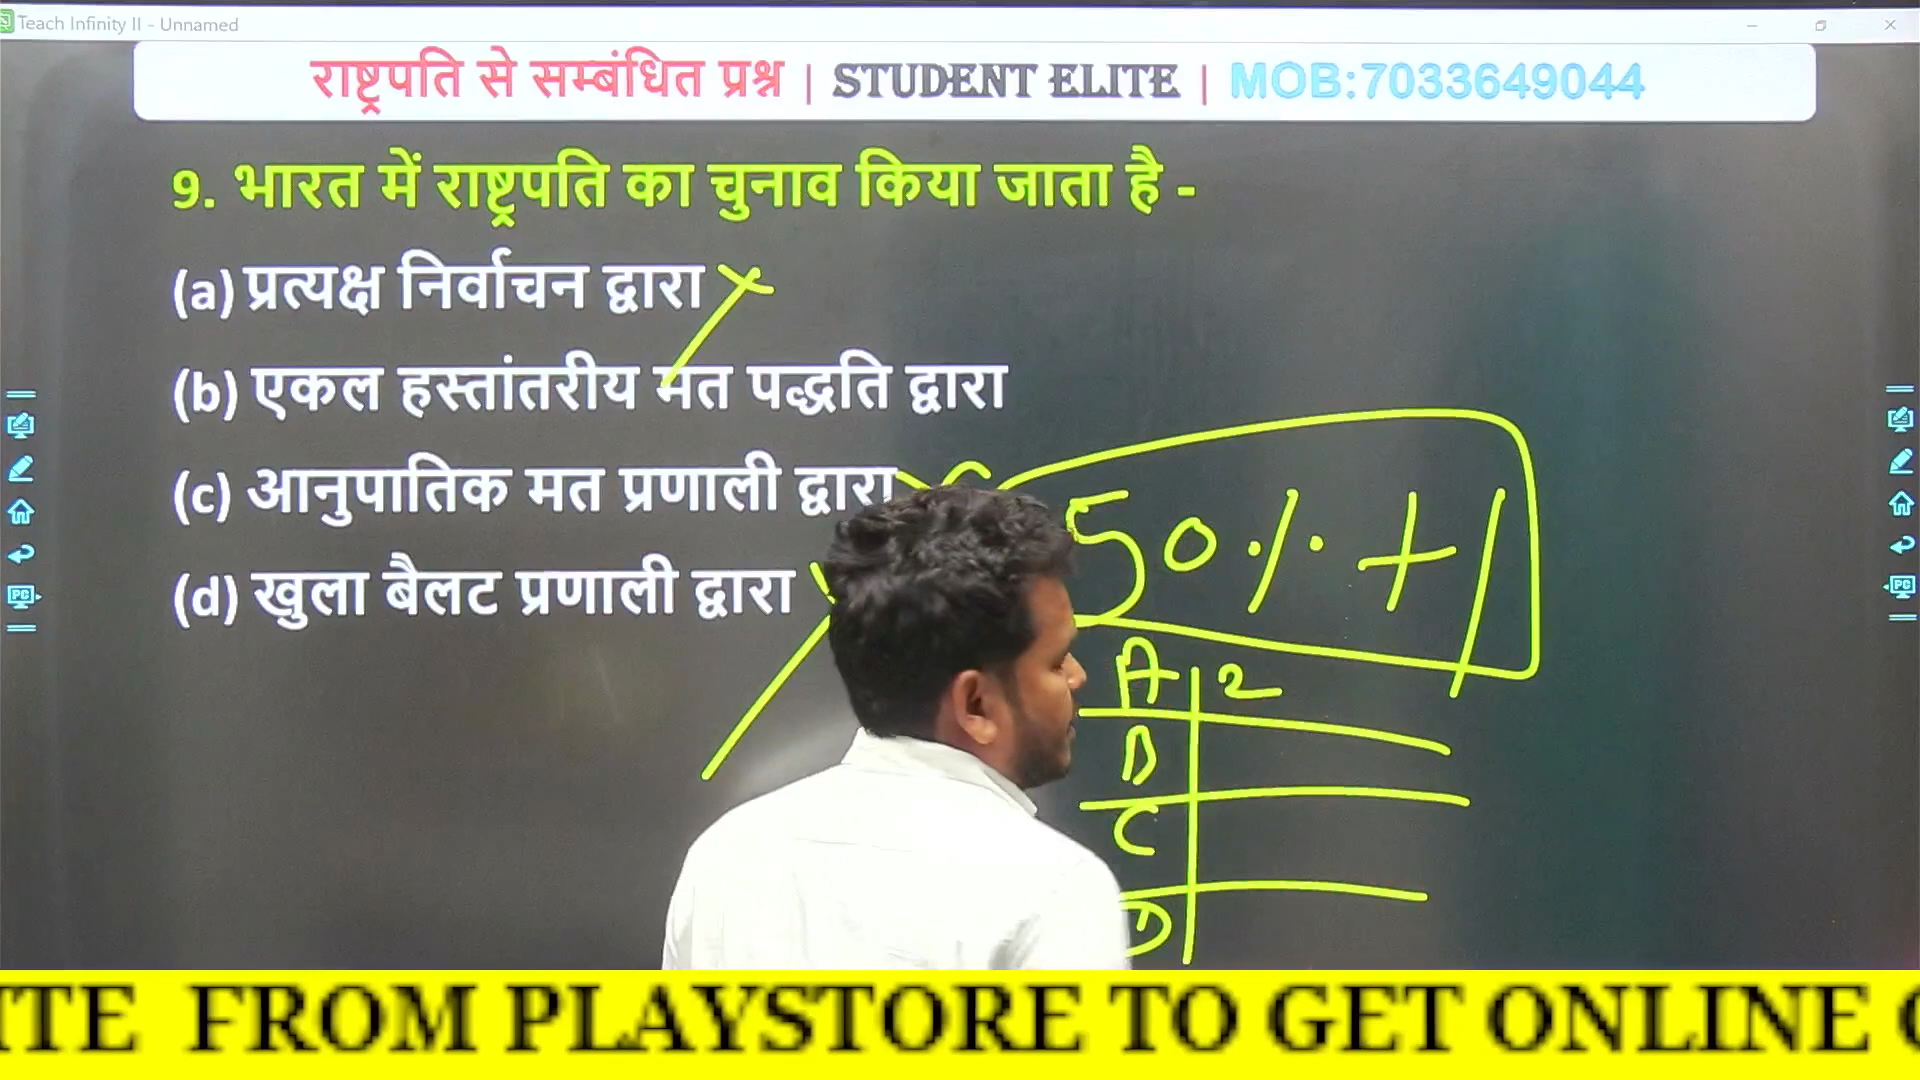 Teach Infinity II - Unnamed
राष्ट्रपति से सम्बंधित प्रश्न | STUDENT ELITE | MOB:7033649044
9. भारत में राष्ट्रपति का चुनाव किया जाता है -
(a) प्रत्यक्ष निर्वाचन द्वारा
(b) एकल हस्तांतरीय मत पद्धति द्वारा
(c) आनुपातिक मत प्रणाली द्वारा
(d) खुला बैलट प्रणाली द्वारा
50% + 1
A 2
B
C
D
ITE FROM PLAYSTORE TO GET ONLINE